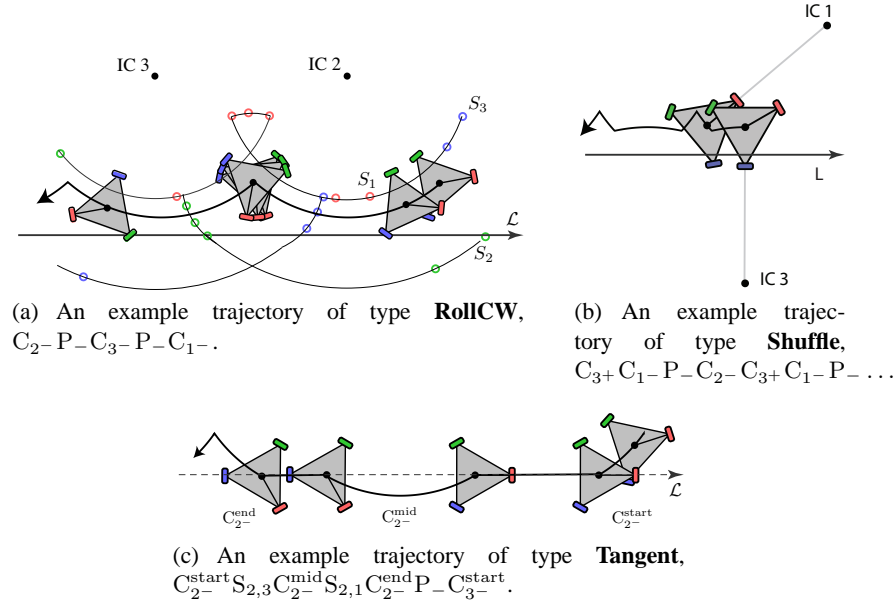 IC 3
IC 2
S₃
S₁
ℒ
S₂
(a) An example trajectory of type RollCW,
C₂₋P₋C₃₋P₋C₁₋.
IC 1
L
IC 3
(b) An example trajec-
tory of type Shuffle,
C₃₊C₁₋P₋C₂₋C₃₊C₁₋P₋ ...
ℒ
C₂₋^end
C₂₋^mid
C₂₋^start
(c) An example trajectory of type Tangent,
C₂₋^start S₂,₃ C₂₋^mid S₂,₁ C₂₋^end P₋ C₃₋^start.